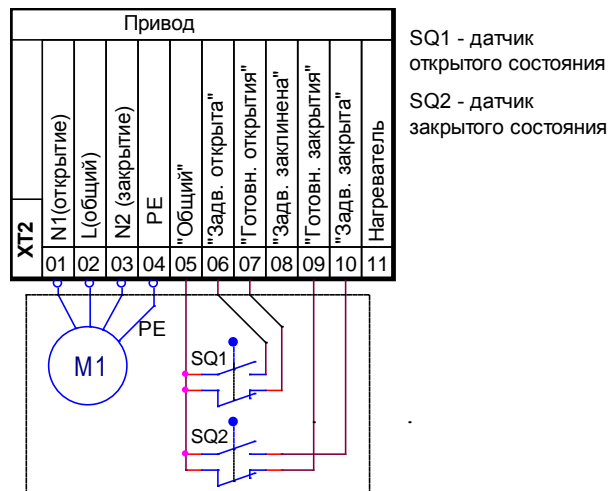 Привод
SQ1 - датчик
открытого состояния
SQ2 - датчик
закрытого состояния
XT2
N1(открытие)
L(общий)
N2 (закрытие)
PE
"Общий"
"Задв. открыта"
"Готовн. открытия"
"Задв. заклинена"
"Готовн. закрытия"
"Задв. закрыта"
Нагреватель
01 02 03 04 05 06 07 08 09 10 11
PE
M1
SQ1
SQ2